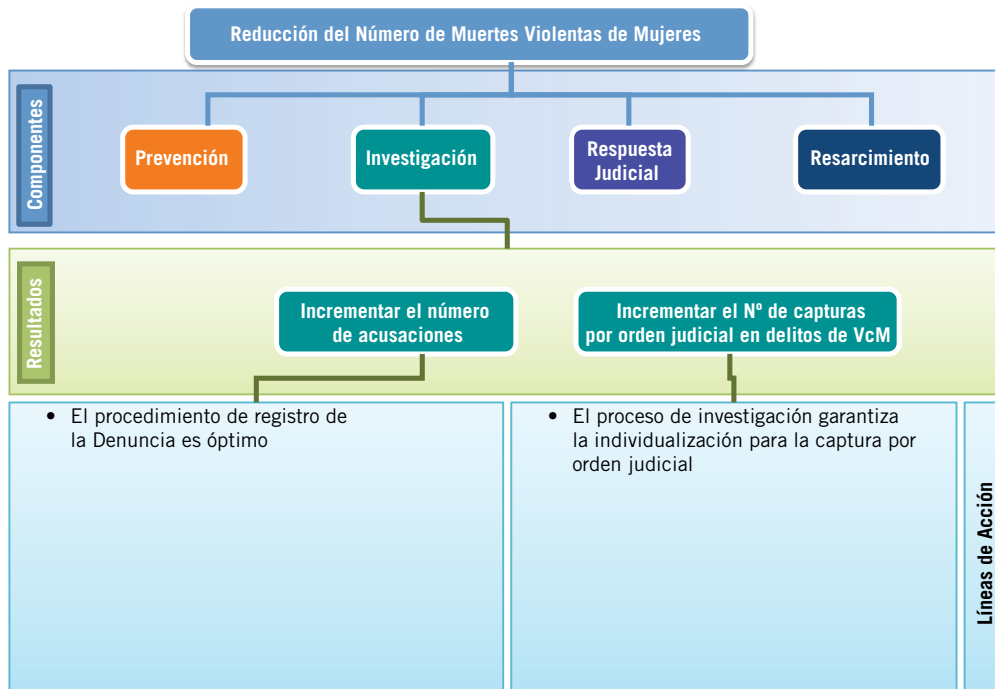 Reducción del Número de Muertes Violentas de Mujeres
Componentes
Prevención
Investigación
Respuesta
Judicial
Resarcimiento
Resultados
Incrementar el número
de acusaciones
Incrementar el Nº de capturas
por orden judicial en delitos de VcM
• El procedimiento de registro de
la Denuncia es óptimo
• El proceso de investigación garantiza
la individualización para la captura por
orden judicial
Líneas de Acción